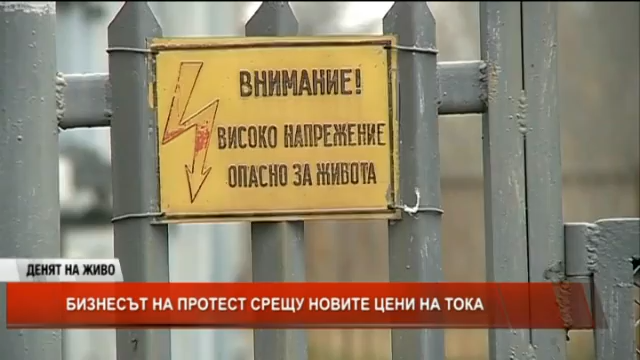 ВНИМАНИЕ!
ВИСОКО НАПРЕЖЕНИЕ
ОПАСНО ЗА ЖИВОТА
ДЕНЯТ НА ЖИВО
БИЗНЕСЪТ НА ПРОТЕСТ СРЕЩУ НОВИТЕ ЦЕНИ НА ТОКА